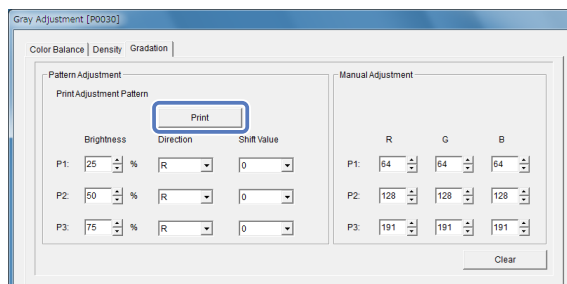 Gray Adjustment [P0030]
Color Balance Density Gradation
Pattern Adjustment Manual Adjustment
Print Adjustment Pattern
Print
Brightness Direction Shift Value R G B
P1: 25 % R 0 P1: 64 64 64
P2: 50 % R 0 P2: 128 128 128
P3: 75 % R 0 P3: 191 191 191
Clear